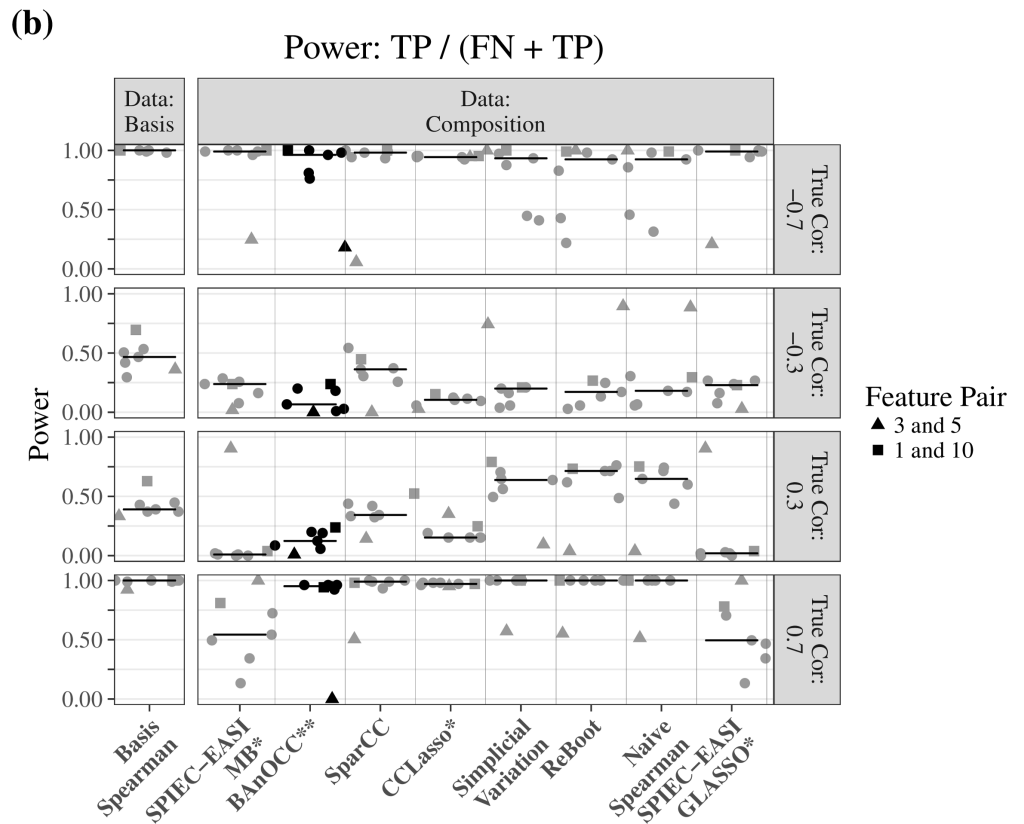 (b)
Power: TP / (FN + TP)
Data:
Basis
Data:
Composition
1.00
0.50
0.00
True Cor:
−0.7
1.00
0.50
0.00
True Cor:
−0.3
1.00
0.50
0.00
True Cor:
0.3
1.00
0.50
0.00
True Cor:
0.7
Power
Feature Pair
3 and 5
1 and 10
Basis
Spearman
SPIEC−EASI
MB*
BAnOCC**
SparCC
CCLasso*
Simplicial
Variation
ReBoot
Naive
Spearman
SPIEC−EASI
GLASSO*